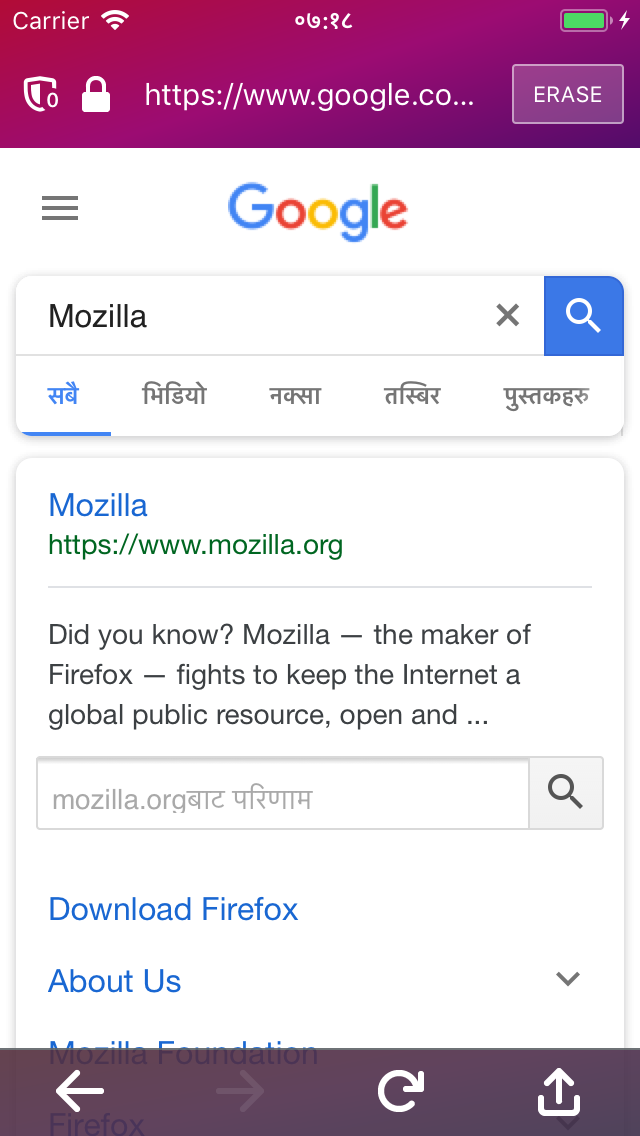 Carrier ०७:१८
0 https://www.google.co... ERASE
Google
Mozilla
सबै भिडियो नक्सा तस्बिर पुस्तकहरु
Mozilla
https://www.mozilla.org
Did you know? Mozilla — the maker of
Firefox — fights to keep the Internet a
global public resource, open and ...
mozilla.orgबाट परिणाम
Download Firefox
About Us
Mozilla Foundation
Firefox